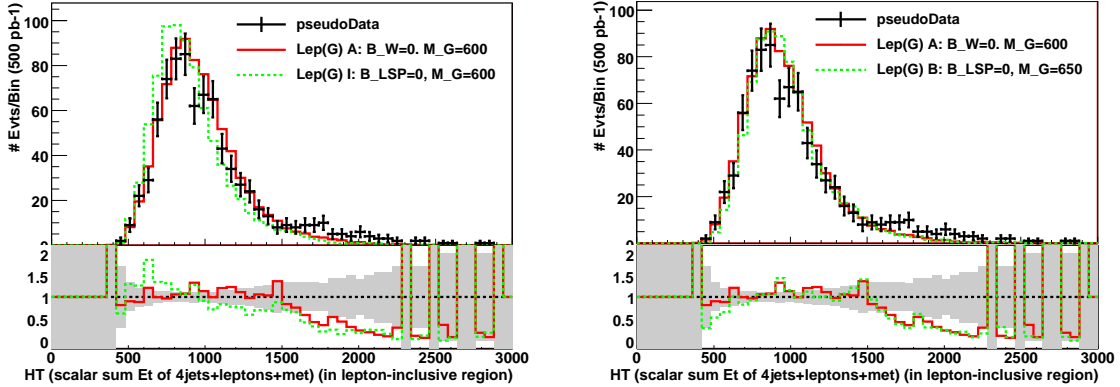 # Evts/Bin (500 pb-1)
100
80
60
40
20
0
pseudoData
Lep(G) A: B_W=0. M_G=600
Lep(G) I: B_LSP=0, M_G=600
2
1.5
1
0.5
0
0 500 1000 1500 2000 2500 3000
HT (scalar sum Et of 4jets+leptons+met) (in lepton-inclusive region)
# Evts/Bin (500 pb-1)
100
80
60
40
20
0
pseudoData
Lep(G) A: B_W=0. M_G=600
Lep(G) B: B_LSP=0, M_G=650
2
1.5
1
0.5
0
0 500 1000 1500 2000 2500 3000
HT (scalar sum Et of 4jets+leptons+met) (in lepton-inclusive region)